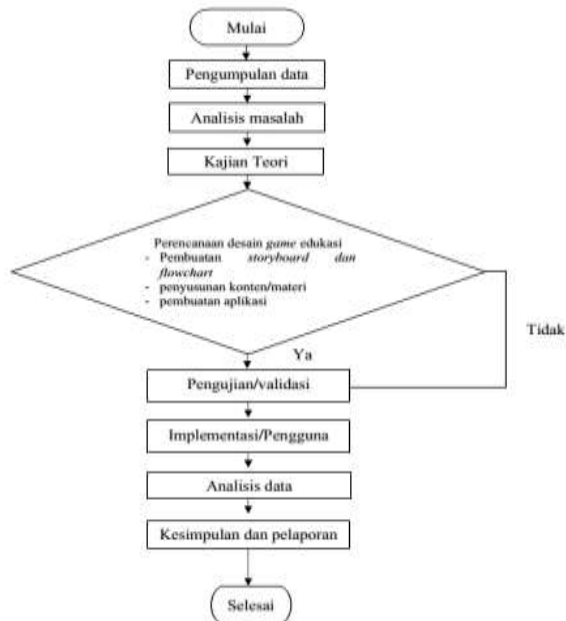 Mulai
Pengumpulan data
Analisis masalah
Kajian Teori
Perencanaan desain game edukasi
- Pembuatan storyboard dan
flowchart
- penyusunan konten/materi
- pembuatan aplikasi
Tidak
Ya
Pengujian/validasi
Implementasi/Pengguna
Analisis data
Kesimpulan dan pelaporan
Selesai